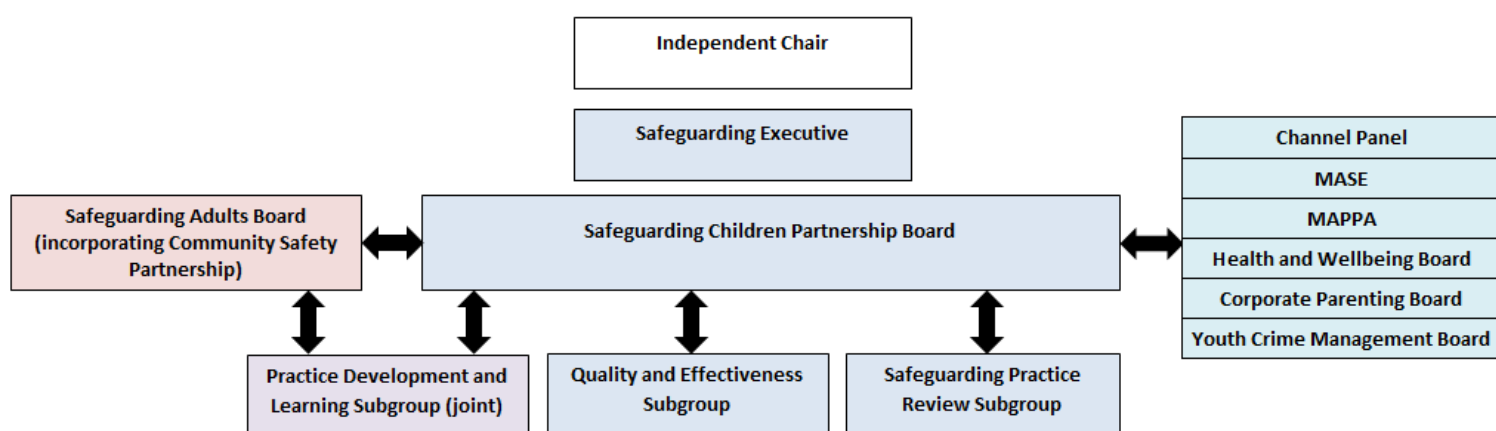 Independent Chair
Safeguarding Executive
Safeguarding Adults Board
(incorporating Community Safety
Partnership)
Safeguarding Children Partnership Board
Channel Panel
MASE
MAPPA
Health and Wellbeing Board
Corporate Parenting Board
Youth Crime Management Board
Practice Development and
Learning Subgroup (joint)
Quality and Effectiveness
Subgroup
Safeguarding Practice
Review Subgroup